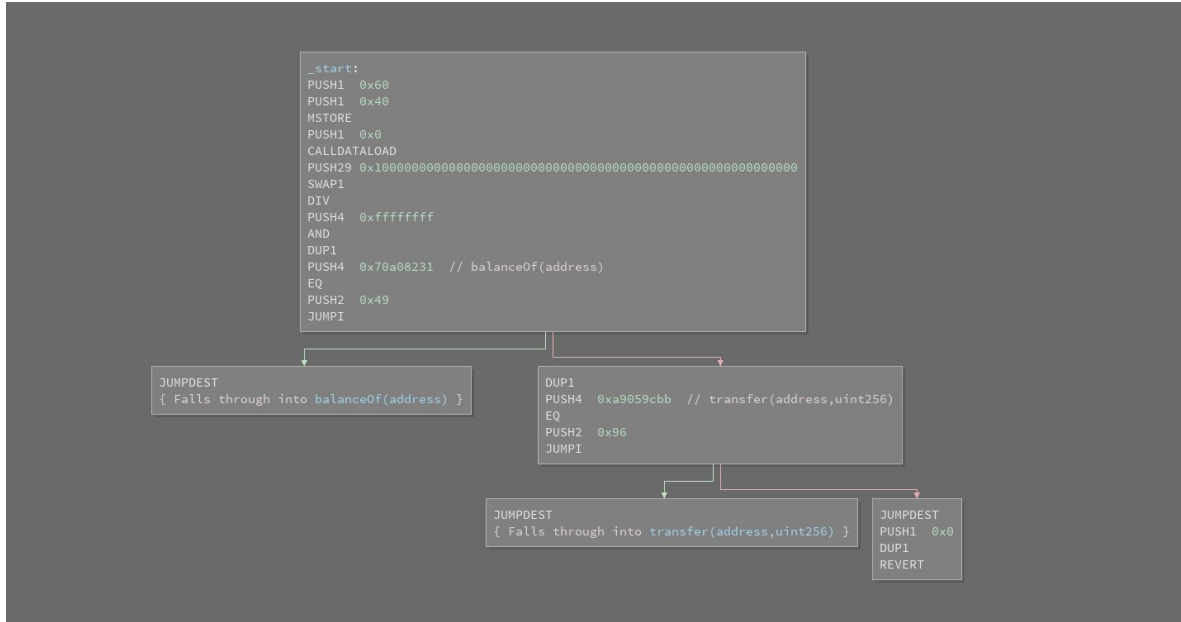 _start:
PUSH1 0x60
PUSH1 0x40
MSTORE
PUSH1 0x0
CALLDATALOAD
PUSH29 0x100000000000000000000000000000000000000000000000000000000
SWAP1
DIV
PUSH4 0xffffffff
AND
DUP1
PUSH4 0x70a08231 // balanceOf(address)
EQ
PUSH2 0x49
JUMPI
JUMPDEST
{ Falls through into balanceOf(address) }
DUP1
PUSH4 0xa9059cbb // transfer(address,uint256)
EQ
PUSH2 0x96
JUMPI
JUMPDEST
{ Falls through into transfer(address,uint256) }
JUMPDEST
PUSH1 0x0
DUP1
REVERT